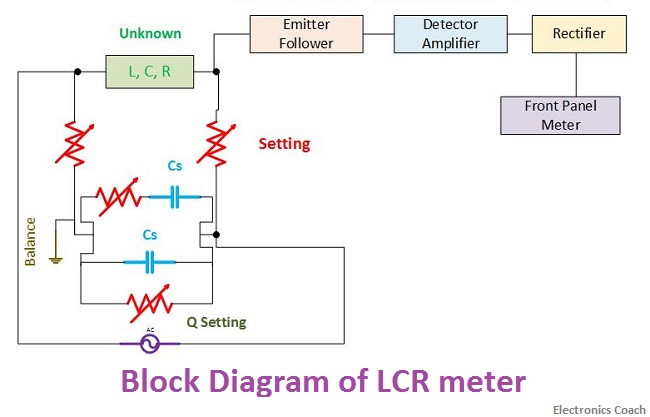 Unknown
Emitter
Follower
Detector
Amplifier
Rectifier
L, C, R
Front Panel
Meter
Setting
Cs
Cs
Balance
Q Setting
AC
Block Diagram of LCR meter
Electronics Coach